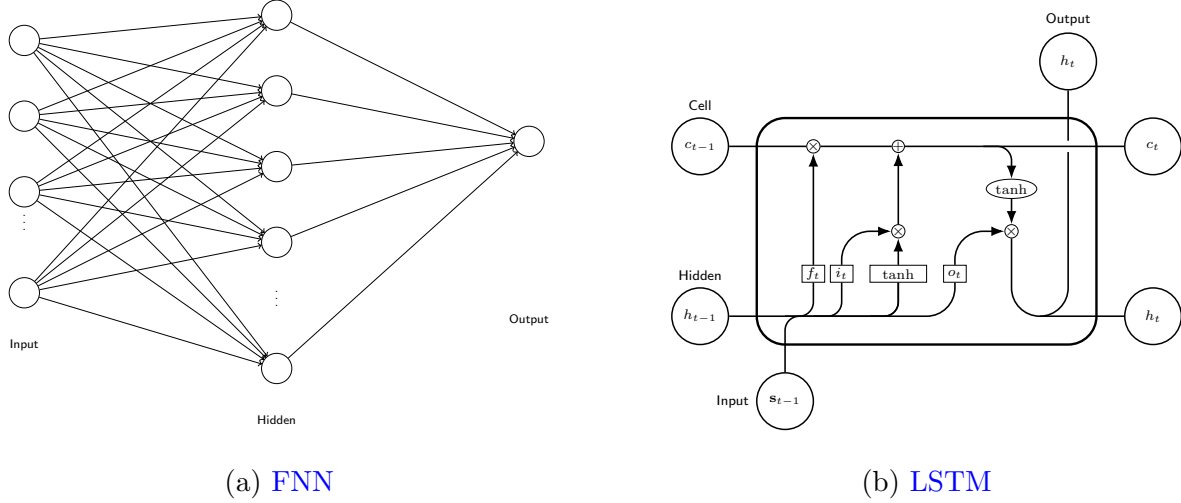 Input
Hidden
Output
(a) FNN
Output
h_t
Cell
c_{t−1}
⊗
⊕
c_t
tanh
⊗
⊗
f_t
i_t
tanh
o_t
Hidden
h_{t−1}
h_t
Input
s_{t−1}
(b) LSTM